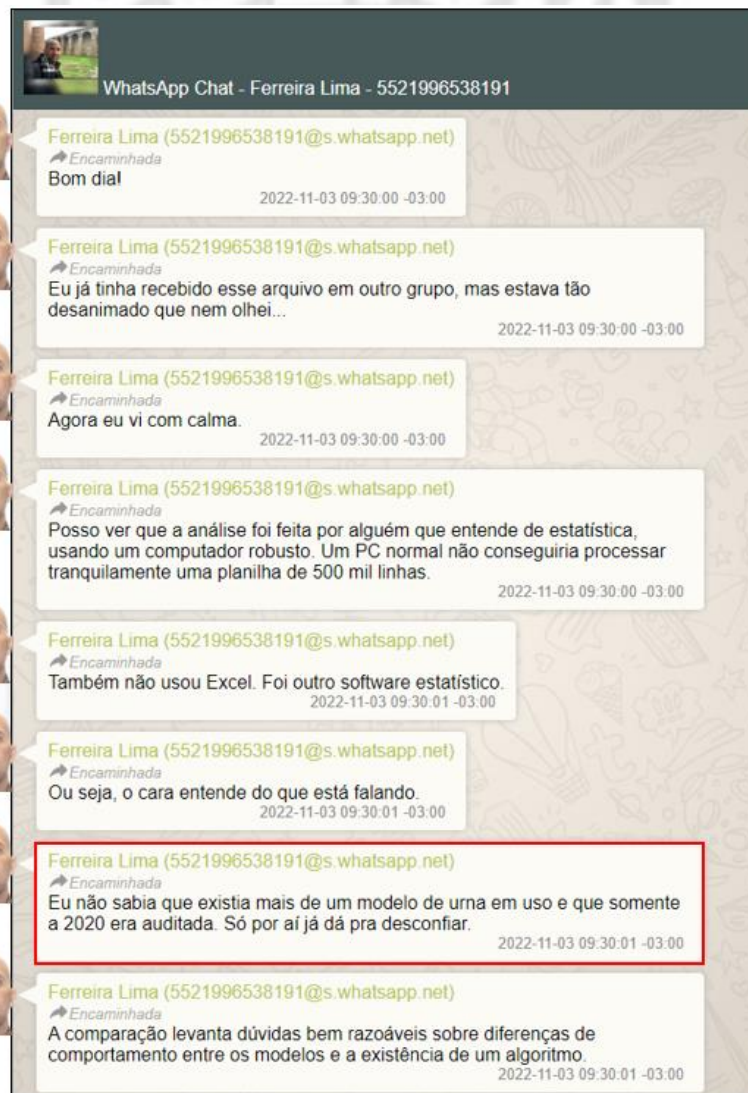 WhatsApp Chat - Ferreira Lima - 5521996538191
Ferreira Lima (5521996538191@s.whatsapp.net)
Encaminhada
Bom dia!
2022-11-03 09:30:00 -03:00
Ferreira Lima (5521996538191@s.whatsapp.net)
Encaminhada
Eu já tinha recebido esse arquivo em outro grupo, mas estava tão
desanimado que nem olhei...
2022-11-03 09:30:00 -03:00
Ferreira Lima (5521996538191@s.whatsapp.net)
Encaminhada
Agora eu vi com calma.
2022-11-03 09:30:00 -03:00
Ferreira Lima (5521996538191@s.whatsapp.net)
Encaminhada
Posso ver que a análise foi feita por alguém que entende de estatística,
usando um computador robusto. Um PC normal não conseguiria processar
tranquilamente uma planilha de 500 mil linhas.
2022-11-03 09:30:00 -03:00
Ferreira Lima (5521996538191@s.whatsapp.net)
Encaminhada
Também não usou Excel. Foi outro software estatístico.
2022-11-03 09:30:01 -03:00
Ferreira Lima (5521996538191@s.whatsapp.net)
Encaminhada
Ou seja, o cara entende do que está falando.
2022-11-03 09:30:01 -03:00
Ferreira Lima (5521996538191@s.whatsapp.net)
Encaminhada
Eu não sabia que existia mais de um modelo de urna em uso e que somente
a 2020 era auditada. Só por aí já dá pra desconfiar.
2022-11-03 09:30:01 -03:00
Ferreira Lima (5521996538191@s.whatsapp.net)
Encaminhada
A comparação levanta dúvidas bem razoáveis sobre diferenças de
comportamento entre os modelos e a existência de um algoritmo.
2022-11-03 09:30:01 -03:00